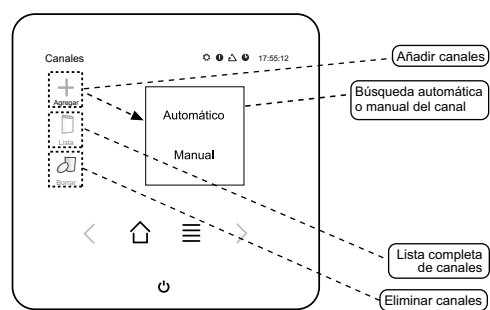 Canales
17:55:12
Añadir canales
Agregar
Búsqueda automática
o manual del canal
Automático
Manual
Lista
Borrar
Lista completa
de canales
Eliminar canales